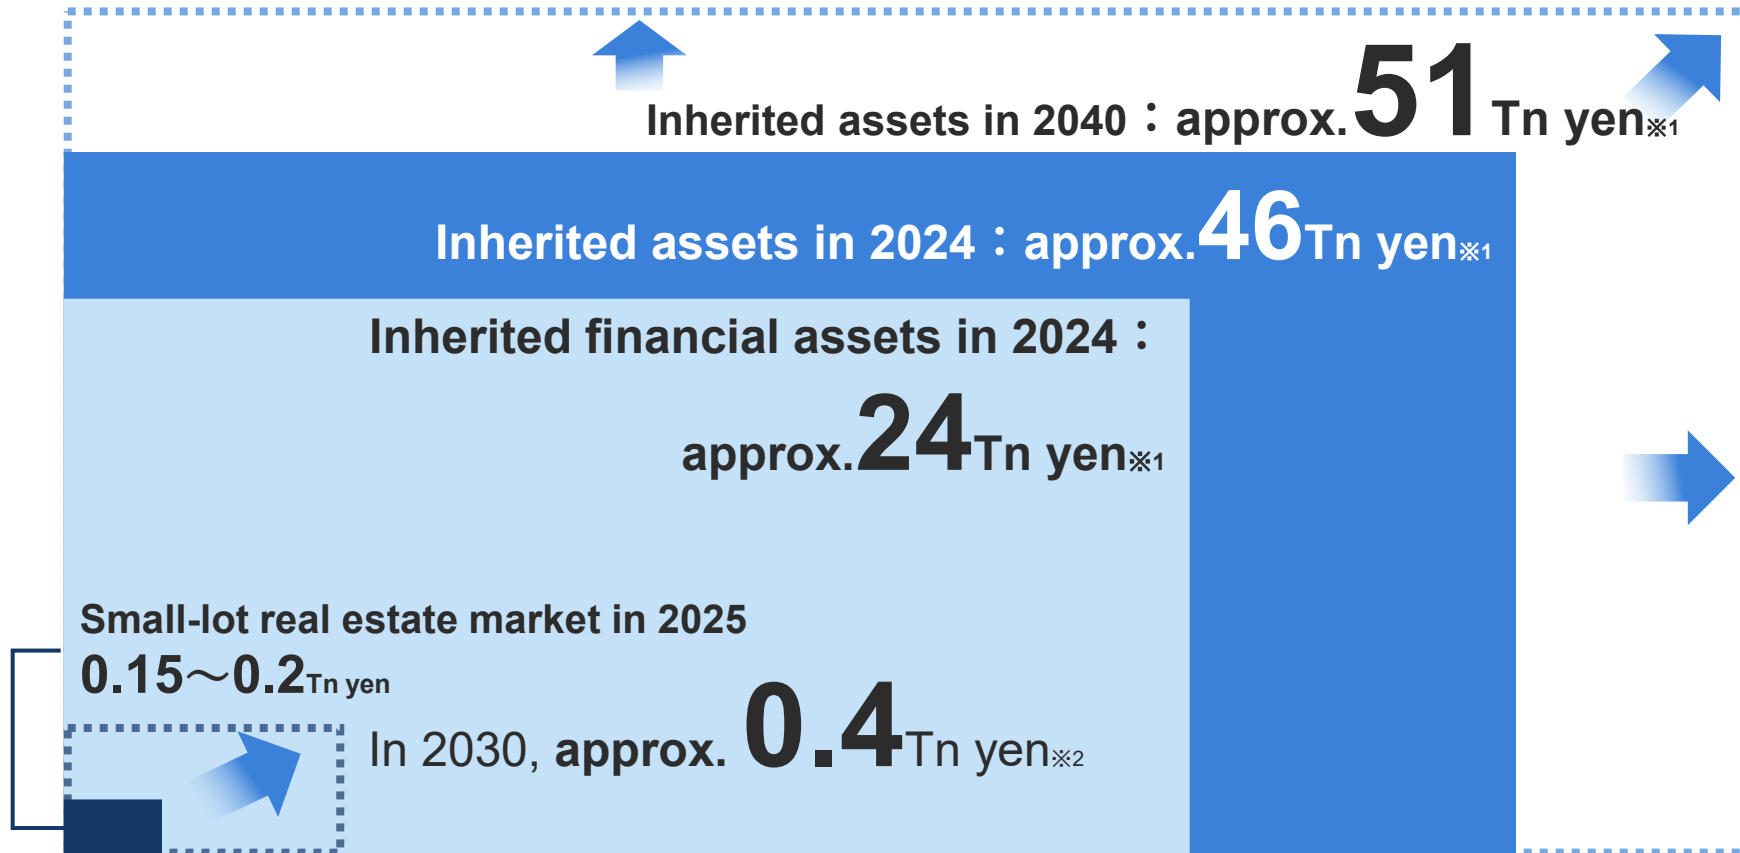 Inherited assets in 2040：approx.51Tn yen※1
Inherited assets in 2024：approx.46Tn yen※1
Inherited financial assets in 2024：
approx.24Tn yen※1
Small-lot real estate market in 2025
0.15～0.2Tn yen
In 2030, approx. 0.4Tn yen※2